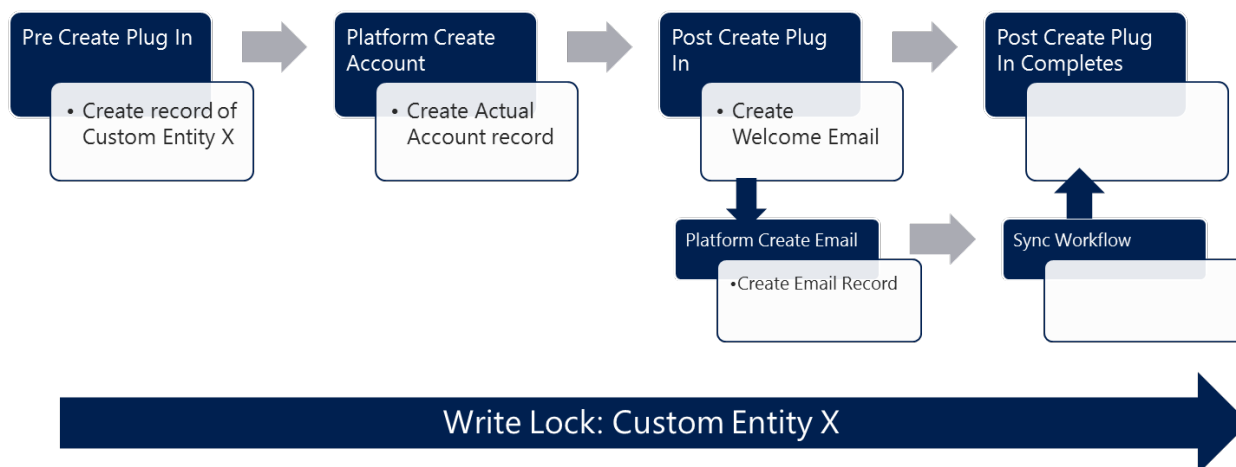 Pre Create Plug In
• Create record of
Custom Entity X
Platform Create
Account
• Create Actual
Account record
Post Create Plug
In
• Create
Welcome Email
Post Create Plug
In Completes
Platform Create Email
•Create Email Record
Sync Workflow
Write Lock: Custom Entity X